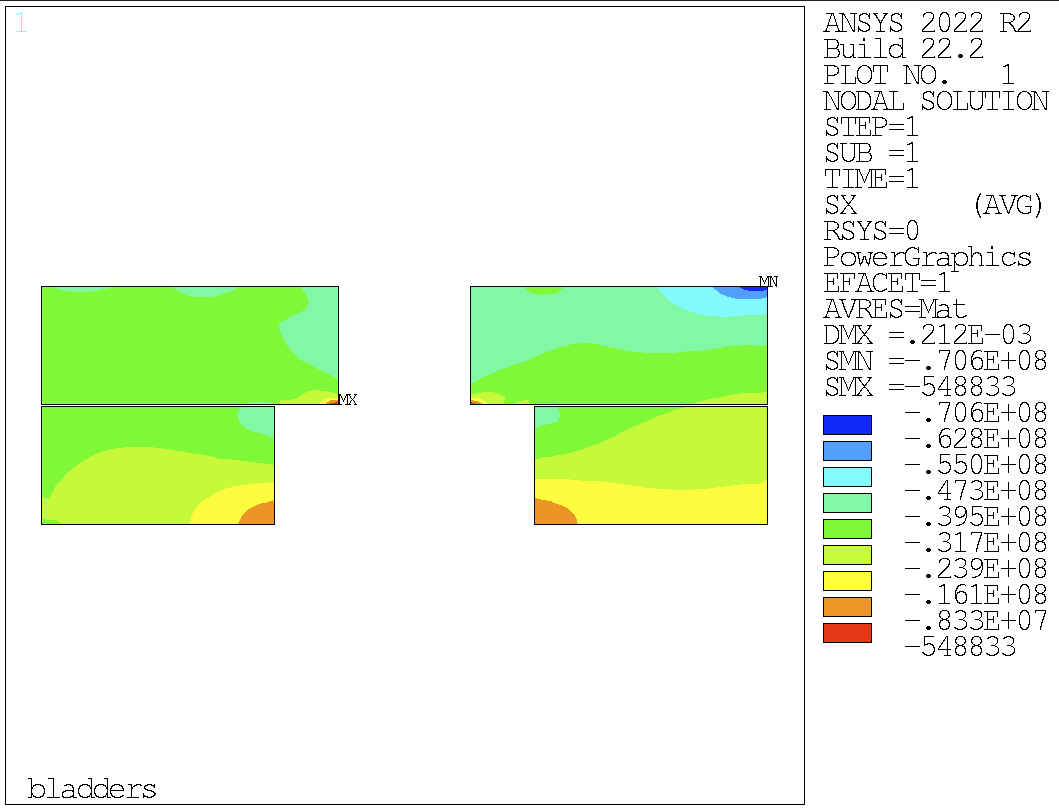 1
ANSYS 2022 R2
Build 22.2
PLOT NO. 1
NODAL SOLUTION
STEP=1
SUB =1
TIME=1
SX (AVG)
RSYS=0
PowerGraphics
EFACET=1
AVRES=Mat
DMX =.212E-03
SMN =-.706E+08
SMX =-548833
-.706E+08
-.628E+08
-.550E+08
-.473E+08
-.395E+08
-.317E+08
-.239E+08
-.161E+08
-.833E+07
-548833
MN
MX
bladders